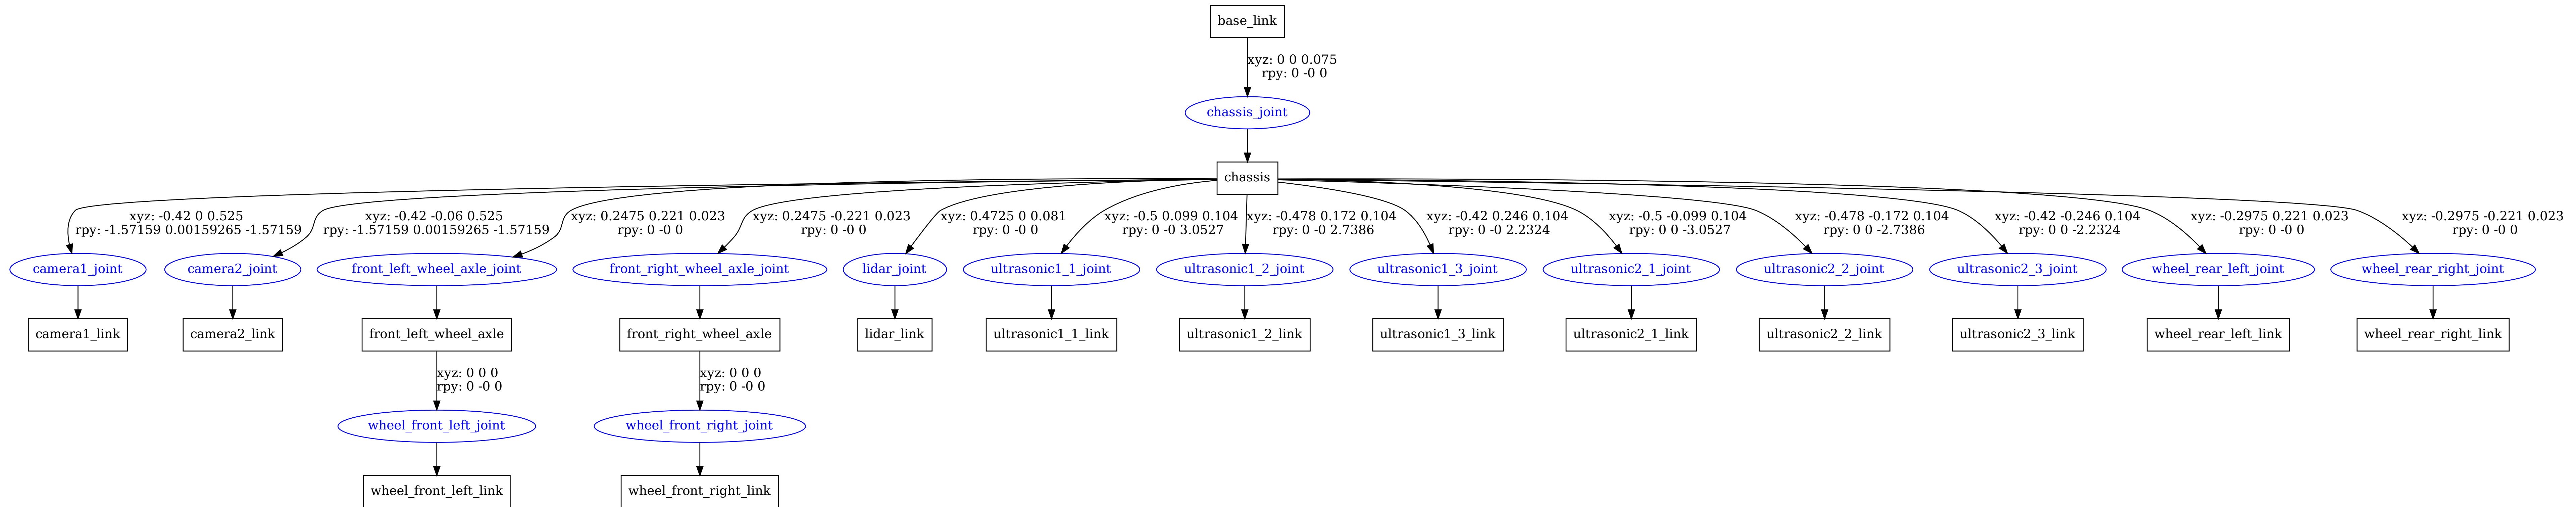 base_link
xyz: 0 0 0.075
rpy: 0 -0 0
chassis_joint
chassis
xyz: -0.42 0 0.525
rpy: -1.57159 0.00159265 -1.57159
xyz: -0.42 -0.06 0.525
rpy: -1.57159 0.00159265 -1.57159
xyz: 0.2475 0.221 0.023
rpy: 0 -0 0
xyz: 0.2475 -0.221 0.023
rpy: 0 -0 0
xyz: 0.4725 0 0.081
rpy: 0 -0 0
xyz: -0.5 0.099 0.104
rpy: 0 -0 3.0527
xyz: -0.478 0.172 0.104
rpy: 0 -0 2.7386
xyz: -0.42 0.246 0.104
rpy: 0 -0 2.2324
xyz: -0.5 -0.099 0.104
rpy: 0 0 -3.0527
xyz: -0.478 -0.172 0.104
rpy: 0 0 -2.7386
xyz: -0.42 -0.246 0.104
rpy: 0 0 -2.2324
xyz: -0.2975 0.221 0.023
rpy: 0 -0 0
xyz: -0.2975 -0.221 0.023
rpy: 0 -0 0
camera1_joint
camera2_joint
front_left_wheel_axle_joint
front_right_wheel_axle_joint
lidar_joint
ultrasonic1_1_joint
ultrasonic1_2_joint
ultrasonic1_3_joint
ultrasonic2_1_joint
ultrasonic2_2_joint
ultrasonic2_3_joint
wheel_rear_left_joint
wheel_rear_right_joint
camera1_link
camera2_link
front_left_wheel_axle
front_right_wheel_axle
lidar_link
ultrasonic1_1_link
ultrasonic1_2_link
ultrasonic1_3_link
ultrasonic2_1_link
ultrasonic2_2_link
ultrasonic2_3_link
wheel_rear_left_link
wheel_rear_right_link
xyz: 0 0 0
rpy: 0 -0 0
xyz: 0 0 0
rpy: 0 -0 0
wheel_front_left_joint
wheel_front_right_joint
wheel_front_left_link
wheel_front_right_link